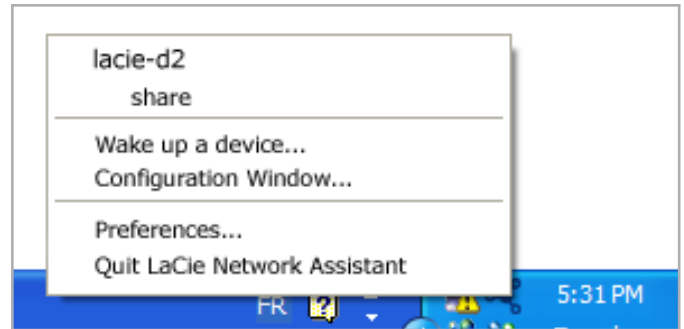 lacie-d2
share
Wake up a device...
Configuration Window...
Preferences...
Quit LaCie Network Assistant
FR
5:31 PM